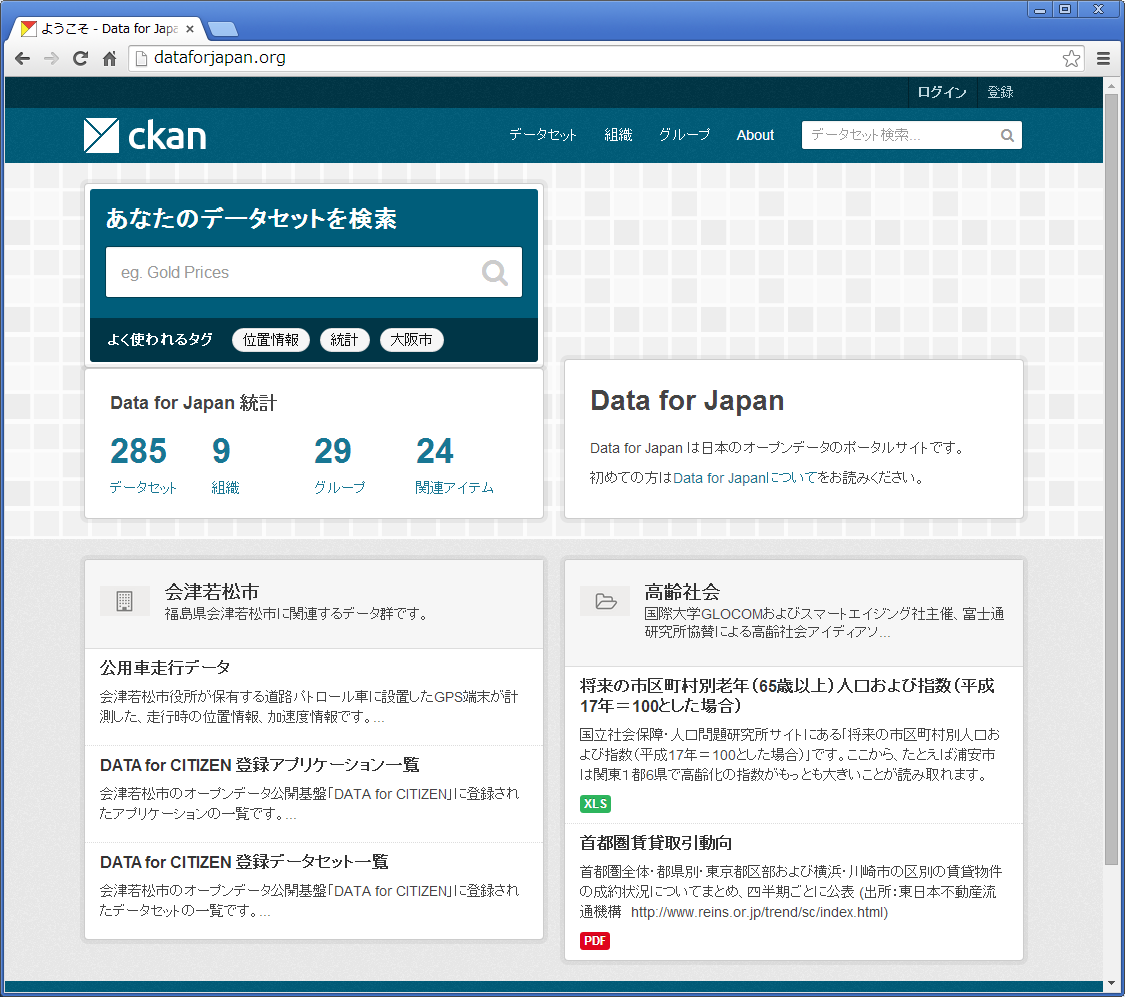 ようこそ - Data for Japa
dataforjapan.org
ログイン 登録
ckan データセット 組織 グループ About データセット検索...
あなたのデータセットを検索
eg. Gold Prices
よく使われるタグ 位置情報 統計 大阪市
Data for Japan 統計
285 9 29 24
データセット 組織 グループ 関連アイテム
Data for Japan
Data for Japan は日本のオープンデータのポータルサイトです。
初めての方はData for Japanについてをお読みください。
会津若松市
福島県会津若松市に関連するデータ群です。
公用車走行データ
会津若松市役所が保有する道路パトロール車に設置したGPS端末が計
測した、走行時の位置情報、加速度情報です。...
DATA for CITIZEN 登録アプリケーション一覧
会津若松市のオープンデータ公開基盤「DATA for CITIZEN」に登録され
たアプリケーションの一覧です。...
DATA for CITIZEN 登録データセット一覧
会津若松市のオープンデータ公開基盤「DATA for CITIZEN」に登録され
たデータセットの一覧です。...
高齢社会
国際大学GLOCOMおよびスマートエイジング社主催、富士通
研究所協賛による高齢社会アイディアソ...
将来の市区町村別老年（65歳以上）人口および指数（平成
17年＝100とした場合）
国立社会保障・人口問題研究所サイトにある「将来の市区町村別人口お
よび指数（平成17年＝100とした場合）」です。ここから、たとえば浦安市
は関東1都6県で高齢化の指数がもっとも大きいことが読み取れます。
XLS
首都圏賃貸取引動向
首都圏全体・都県別・東京都区部および横浜・川崎市の区別の賃貸物件
の成約状況についてまとめ、四半期ごとに公表 (出所：東日本不動産流
通機構 http://www.reins.or.jp/trend/sc/index.html)
PDF